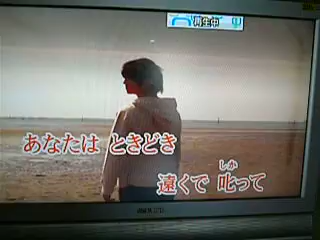 再生中
あなたは ときどき
しか
遠くで 叱って